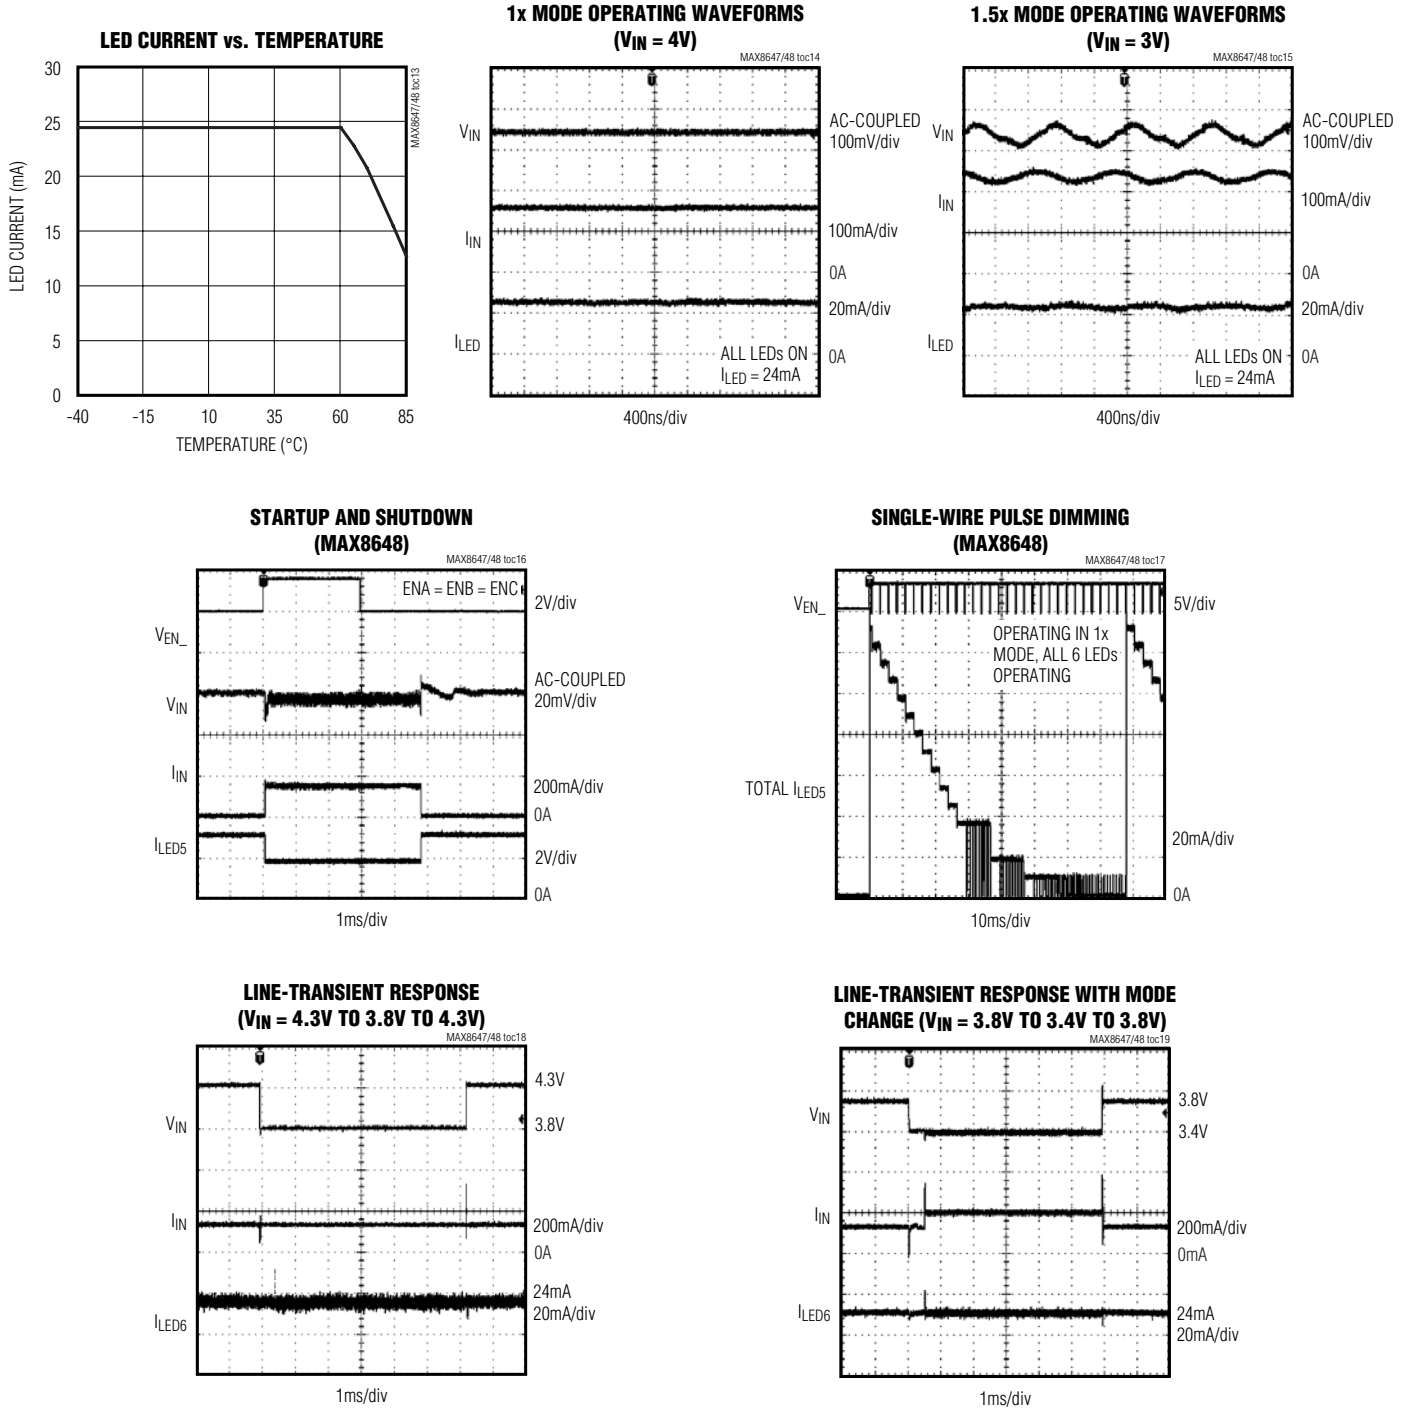 LED CURRENT vs. TEMPERATURE
MAX8647/48 toc13
30
25
20
15
10
5
0
LED CURRENT (mA)
-40
-15
10
35
60
85
TEMPERATURE (°C)
1x MODE OPERATING WAVEFORMS
(VIN = 4V)
MAX8647/48 toc14
VIN
AC-COUPLED
100mV/div
IIN
100mA/div
0A
20mA/div
ILED
ALL LEDs ON
ILED = 24mA
0A
400ns/div
1.5x MODE OPERATING WAVEFORMS
(VIN = 3V)
MAX8647/48 toc15
VIN
AC-COUPLED
100mV/div
IIN
100mA/div
0A
20mA/div
ILED
ALL LEDs ON
ILED = 24mA
0A
400ns/div
STARTUP AND SHUTDOWN
(MAX8648)
MAX8647/48 toc16
ENA = ENB = ENC
2V/div
VEN_
AC-COUPLED
20mV/div
VIN
IIN
200mA/div
0A
ILED5
2V/div
0A
1ms/div
SINGLE-WIRE PULSE DIMMING
(MAX8648)
MAX8647/48 toc17
VEN_
5V/div
OPERATING IN 1x
MODE, ALL 6 LEDs
OPERATING
TOTAL ILED5
20mA/div
0A
10ms/div
LINE-TRANSIENT RESPONSE
(VIN = 4.3V TO 3.8V TO 4.3V)
MAX8647/48 toc18
4.3V
VIN
3.8V
IIN
200mA/div
0A
24mA
20mA/div
ILED6
1ms/div
LINE-TRANSIENT RESPONSE WITH MODE
CHANGE (VIN = 3.8V TO 3.4V TO 3.8V)
MAX8647/48 toc19
3.8V
VIN
3.4V
IIN
200mA/div
0mA
ILED6
24mA
20mA/div
1ms/div